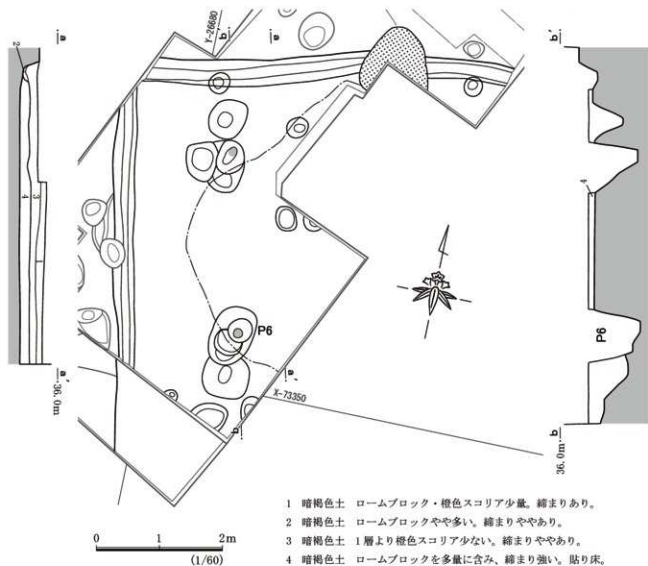 a
b'
a
b'
Y-26680
2
1
3
4
P6
P6
a'
a'
36.0m
X-73350
b
b
36.0m
0 1 2m
(1/60)
1 暗褐色土 ロームブロック・橙色スコリア少量。締まりあり。
2 暗褐色土 ロームブロックやや多い。締まりややあり。
3 暗褐色土 1層より橙色スコリア少ない。締まりややあり。
4 暗褐色土 ロームブロックを多量に含み、締まり強い。貼り床。